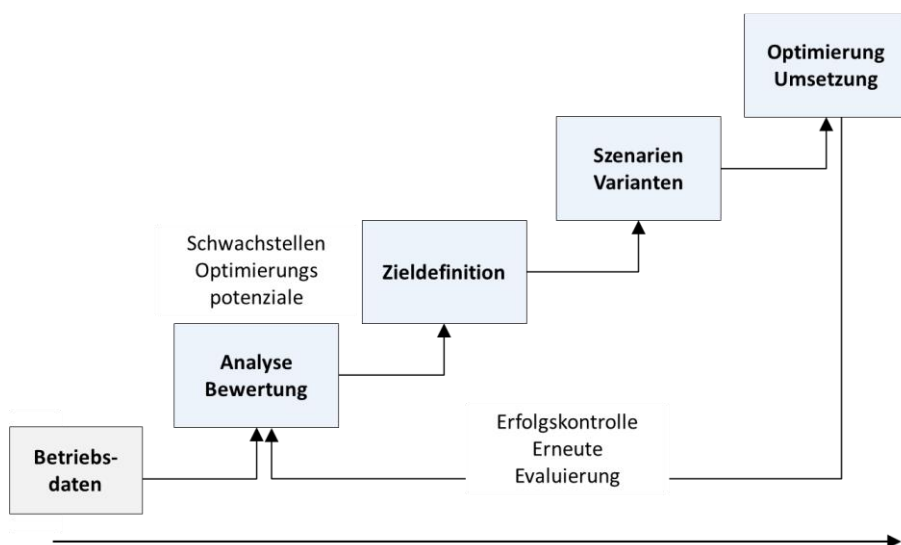 Optimierung
Umsetzung
Szenarien
Varianten
Schwachstellen
Optimierungs
potenziale
Zieldefinition
Analyse
Bewertung
Erfolgskontrolle
Erneute
Evaluierung
Betriebs-
daten